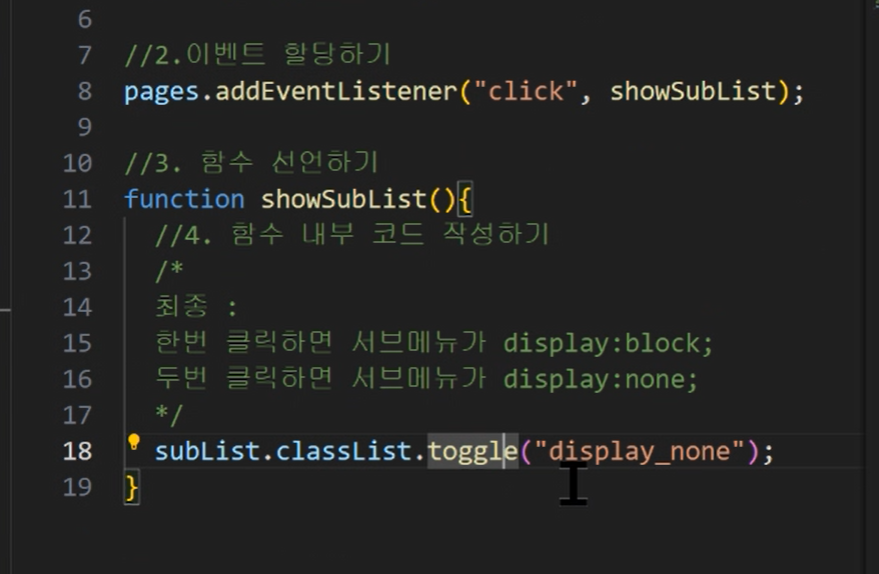 6
7 //2.이벤트 할당하기
8 pages.addEventListener("click", showSubList);
9
10 //3. 함수 선언하기
11 function showSubList(){
12 //4. 함수 내부 코드 작성하기
13 /*
14 최종 :
15 한번 클릭하면 서브메뉴가 display:block;
16 두번 클릭하면 서브메뉴가 display:none;
17 */
18 subList.classList.toggle("display_none");
19 }